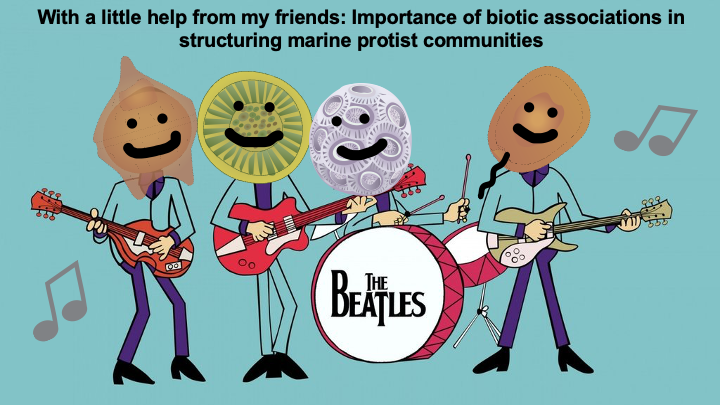 With a little help from my friends: Importance of biotic associations in
structuring marine protist communities
THE
BEATLES